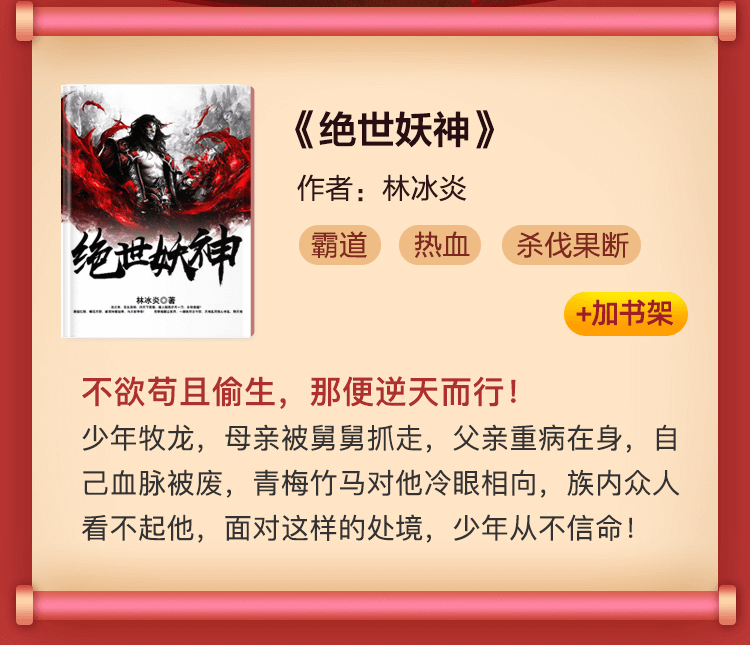 《绝世妖神》
作者：林冰炎
霸道 热血 杀伐果断
+加书架
绝世妖神
林冰炎◎著
不欲苟且偷生，那便逆天而行！
少年牧龙，母亲被舅舅抓走，父亲重病在身，自
己血脉被废，青梅竹马对他冷眼相向，族内众人
看不起他，面对这样的处境，少年从不信命！